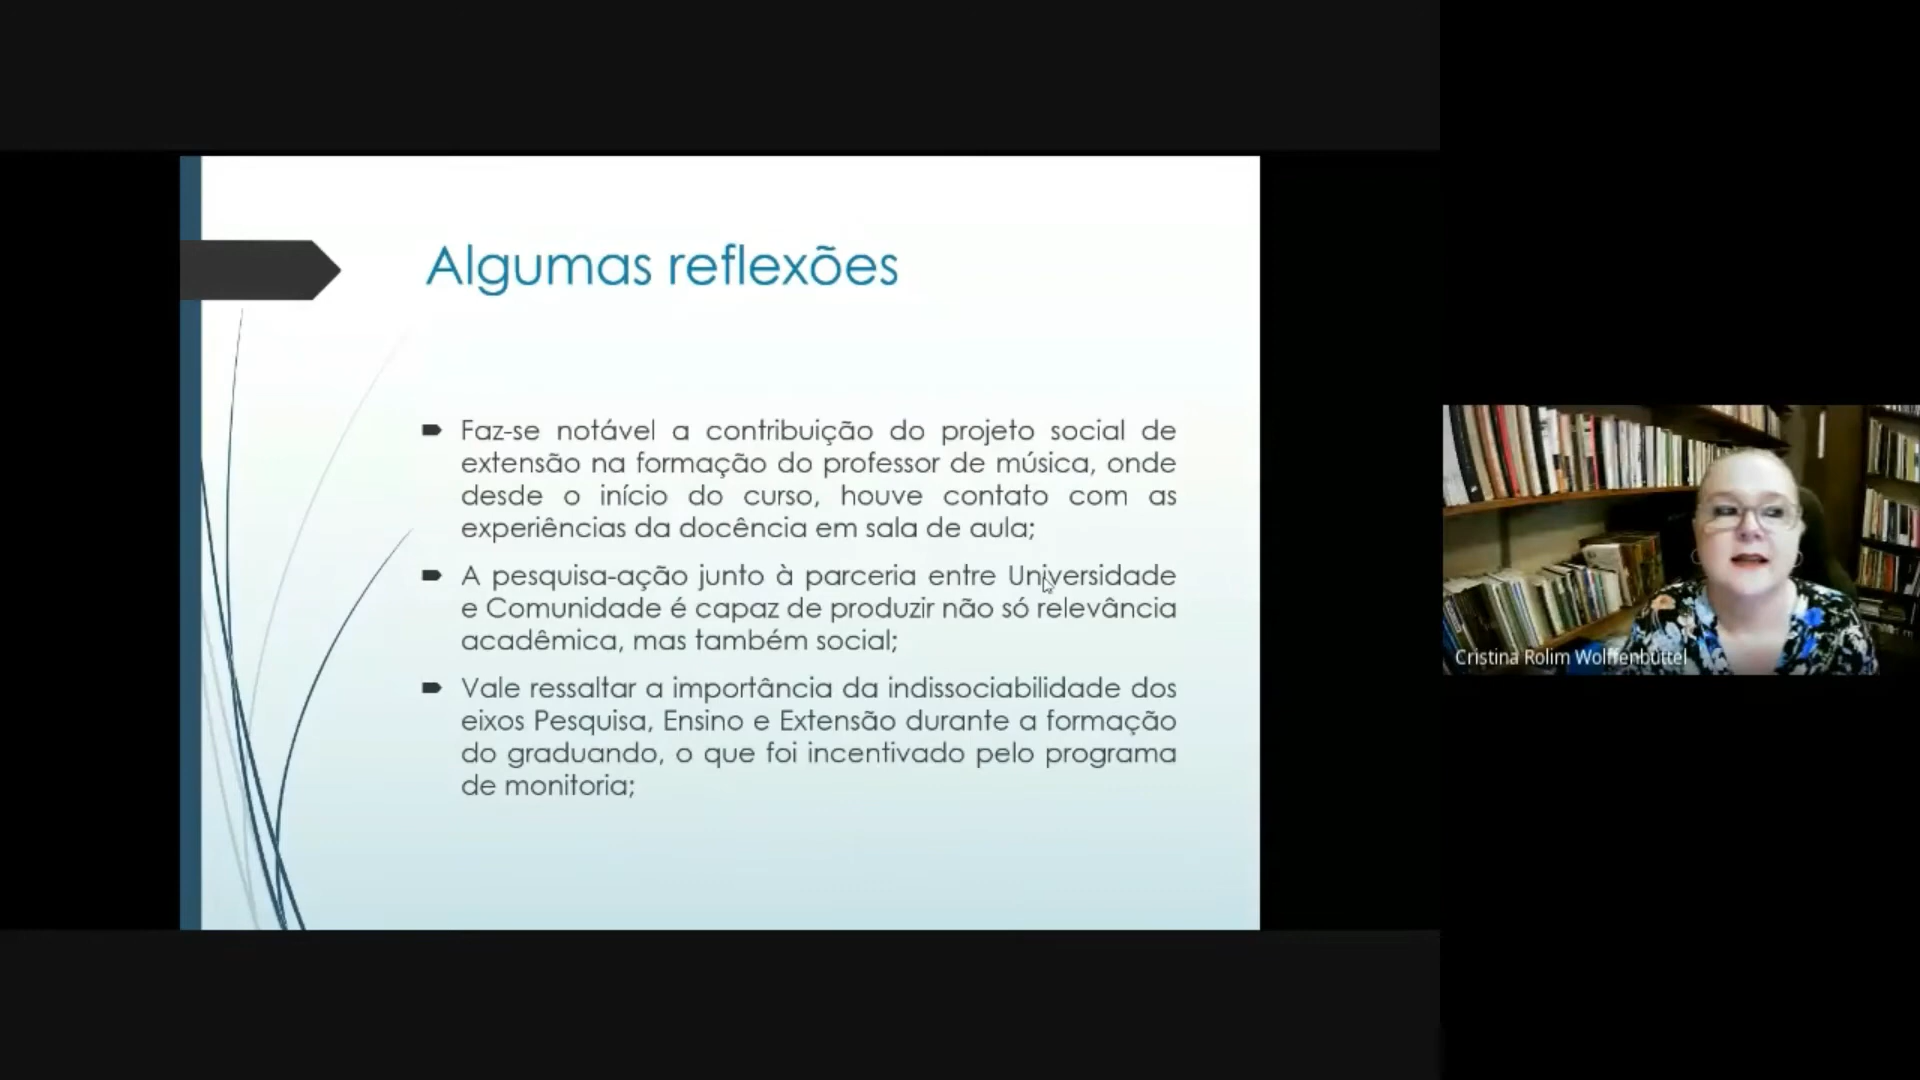 Algumas reflexões
Faz-se notável a contribuição do projeto social de
extensão na formação do professor de música, onde
desde o início do curso, houve contato com as
experiências da docência em sala de aula;
A pesquisa-ação junto à parceria entre Universidade
e Comunidade é capaz de produzir não só relevância
acadêmica, mas também social;
Vale ressaltar a importância da indissociabilidade dos
eixos Pesquisa, Ensino e Extensão durante a formação
do graduando, o que foi incentivado pelo programa
de monitoria;
Cristina Rolim Wolffenbüttel